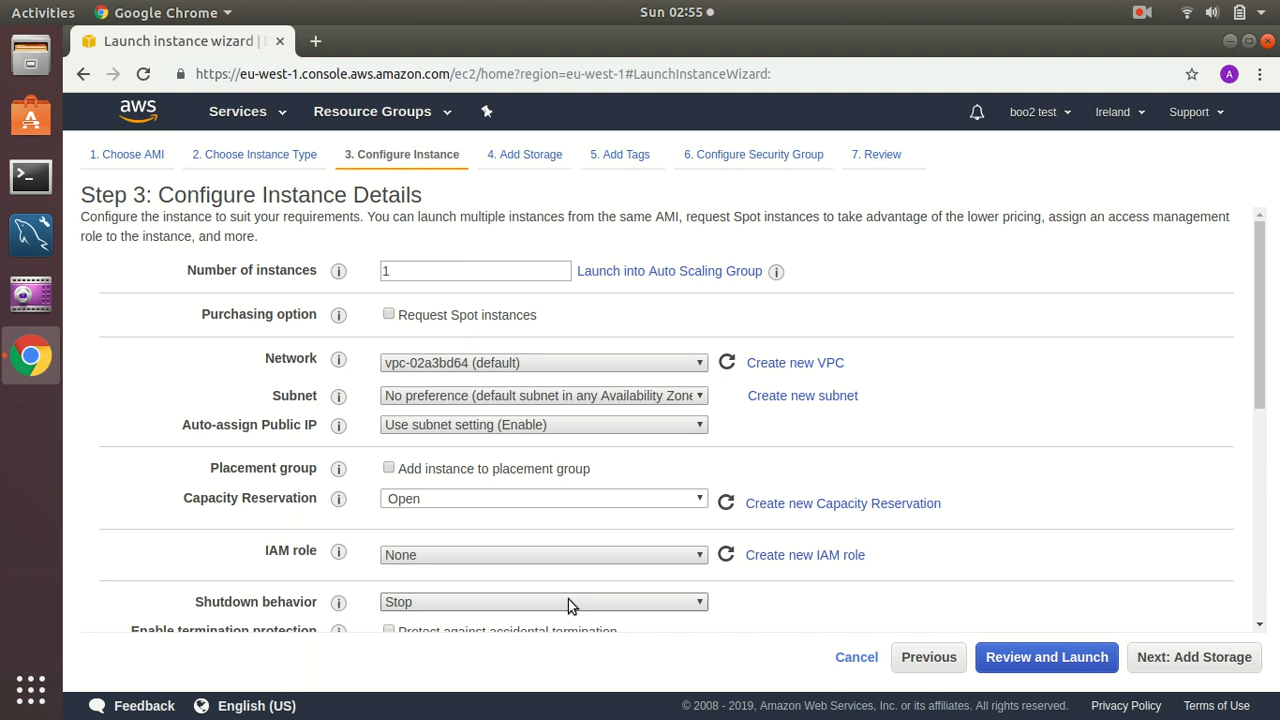 Activities
Google Chrome
Sun 02:55
Launch instance wizard |
https://eu-west-1.console.aws.amazon.com/ec2/home?region=eu-west-1#LaunchInstanceWizard:
A
aws
Services
Resource Groups
boo2 test
Ireland
Support
1. Choose AMI
2. Choose Instance Type
3. Configure Instance
4. Add Storage
5. Add Tags
6. Configure Security Group
7. Review
Step 3: Configure Instance Details
Configure the instance to suit your requirements. You can launch multiple instances from the same AMI, request Spot instances to take advantage of the lower pricing, assign an access management
role to the instance, and more.
Number of instances
1
Launch into Auto Scaling Group
Purchasing option
Request Spot instances
Network
vpc-02a3bd64 (default)
Create new VPC
Subnet
No preference (default subnet in any Availability Zone
Create new subnet
Auto-assign Public IP
Use subnet setting (Enable)
Placement group
Add instance to placement group
Capacity Reservation
Open
Create new Capacity Reservation
IAM role
None
Create new IAM role
Shutdown behavior
Stop
Enable termination protection
Protect against accidental termination
Cancel
Previous
Review and Launch
Next: Add Storage
Feedback
English (US)
© 2008 - 2019, Amazon Web Services, Inc. or its affiliates. All rights reserved.
Privacy Policy
Terms of Use